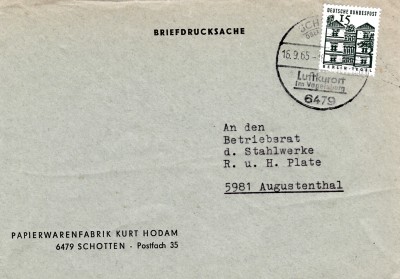 BRIEFDRUCKSACHE
15
DEUTSCHE BUNDESPOST
16.9.65
Luftkurort
im Vogelsberg
6479
An den
Betriebsrat
d. Stahlwerke
R. u. H. Plate
5981 Augustenthal
PAPIERWARENFABRIK KURT HODAM
6479 SCHOTTEN - Postfach 35